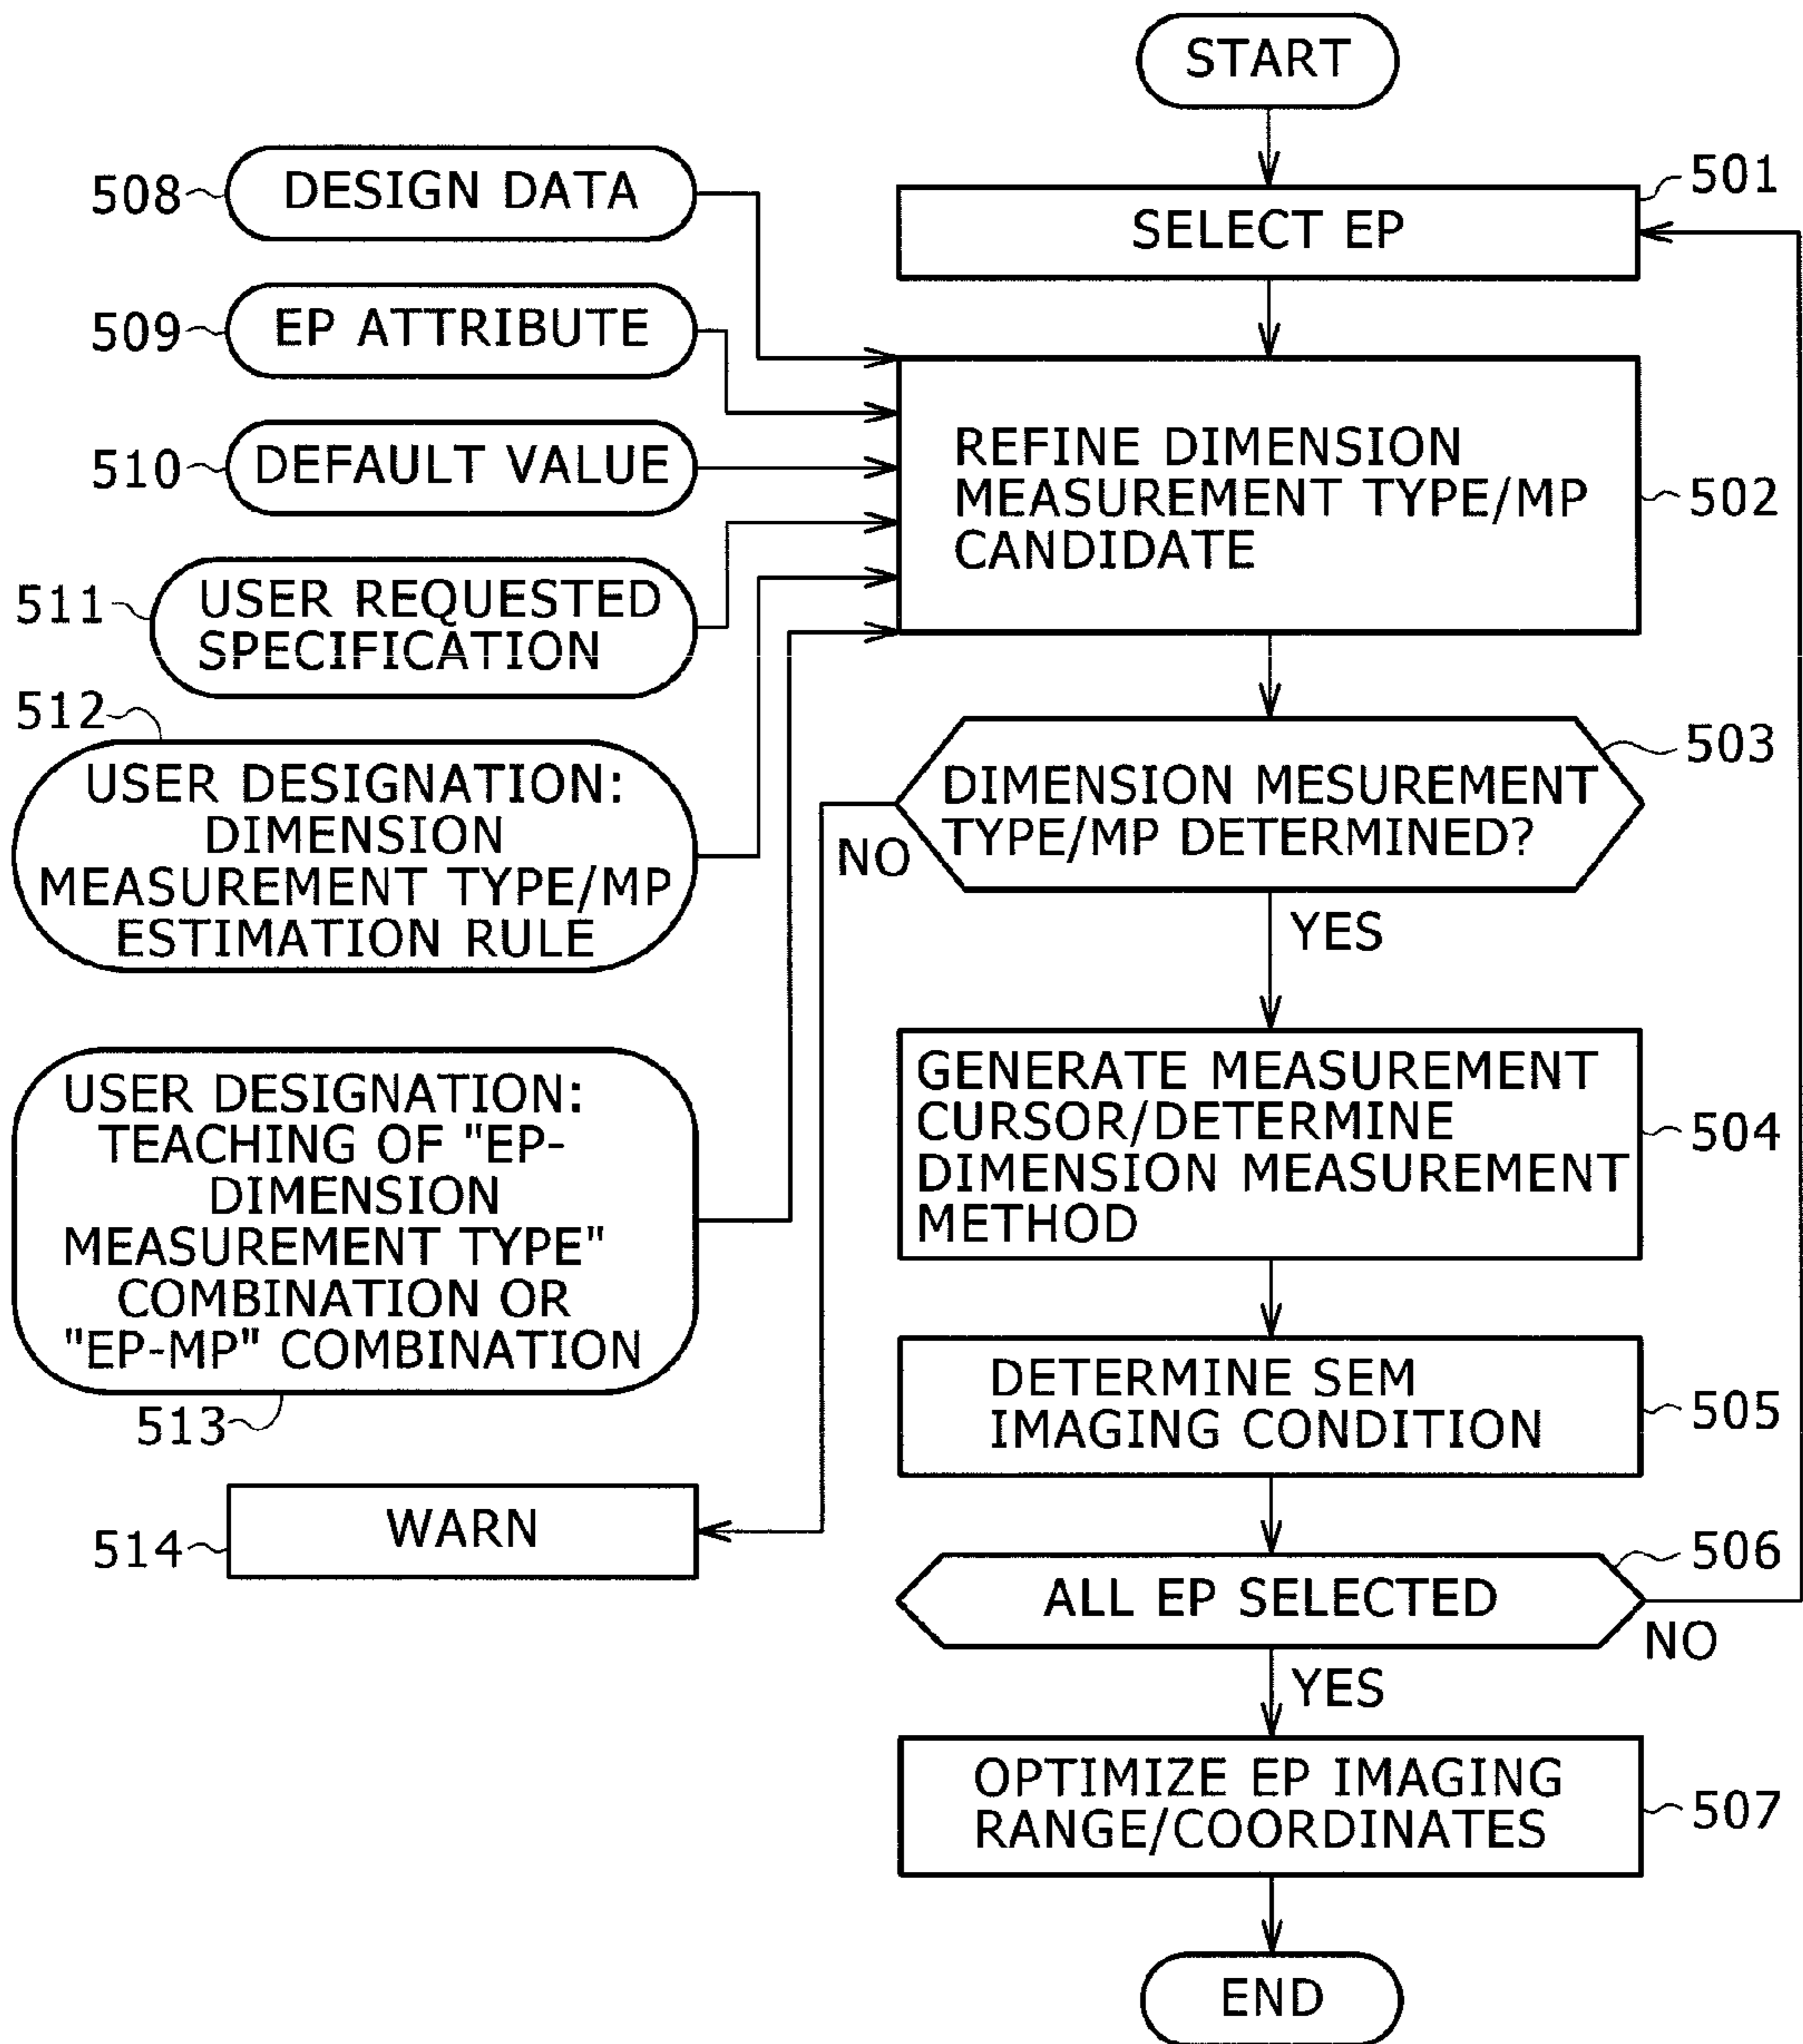 START
501
SELECT EP
508
DESIGN DATA
509
EP ATTRIBUTE
510
DEFAULT VALUE
511
USER REQUESTED
SPECIFICATION
512
USER DESIGNATION:
DIMENSION
MEASUREMENT TYPE/MP
ESTIMATION RULE
USER DESIGNATION:
TEACHING OF "EP-
DIMENSION
MEASUREMENT TYPE"
COMBINATION OR
"EP-MP" COMBINATION
513
514
WARN
REFINE DIMENSION
MEASUREMENT TYPE/MP
CANDIDATE
502
503
DIMENSION MESUREMENT
TYPE/MP DETERMINED?
NO
YES
GENERATE MEASUREMENT
CURSOR/DETERMINE
DIMENSION MEASUREMENT
METHOD
504
DETERMINE SEM
IMAGING CONDITION
505
506
ALL EP SELECTED
NO
YES
OPTIMIZE EP IMAGING
RANGE/COORDINATES
507
END